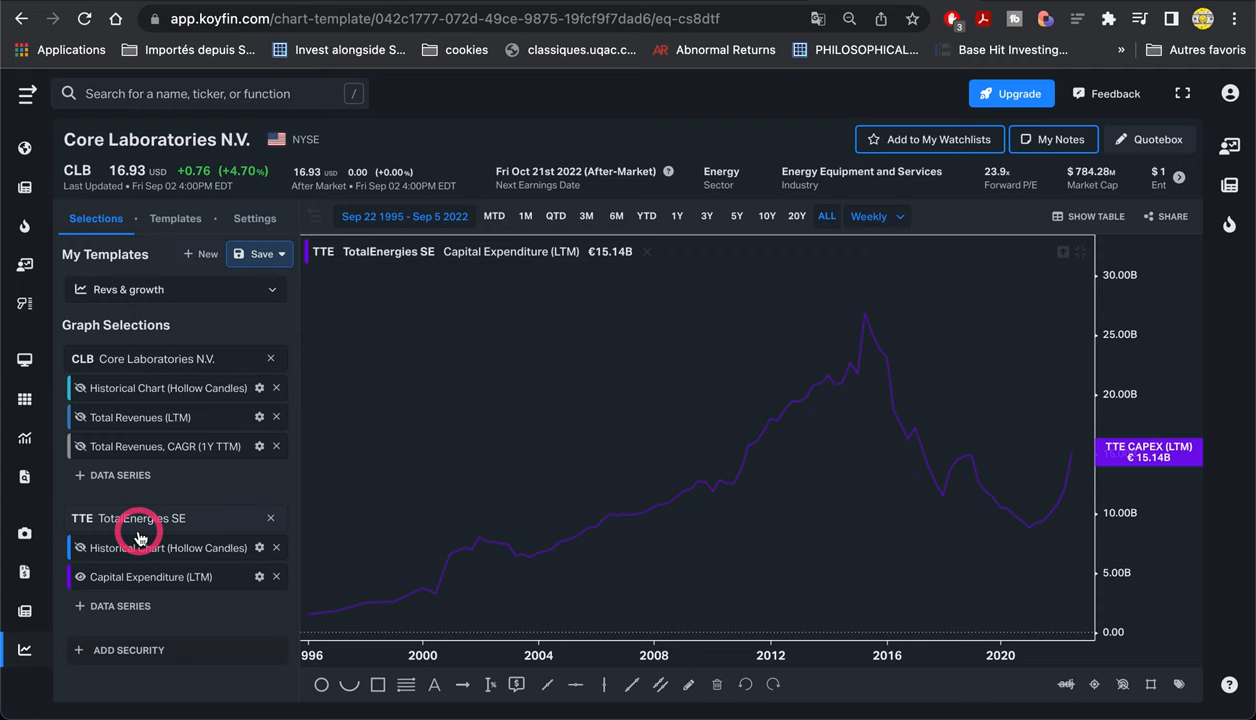 app.koyfin.com/chart-template/042c1777-072d-49ce-9875-19fcf9f7dad6/eq-cs8dtf
3
Applications
Importés depuis S...
Invest alongside S...
cookies
classiques.uqac.c...
AR Abnormal Returns
PHILOSOPHICAL...
Base Hit Investing...
»
Autres favoris
Search for a name, ticker, or function
/
Upgrade
Feedback
Core Laboratories N.V.
NYSE
Add to My Watchlists
My Notes
Quotebox
CLB 16.93 USD +0.76 (+4.70%)
Last Updated • Fri Sep 02 4:00PM EDT
16.93 USD 0.00 (+0.00%)
After Market • Fri Sep 02 4:00PM EDT
Fri Oct 21st 2022 (After-Market)
Next Earnings Date
Energy
Sector
Energy Equipment and Services
Industry
23.9x
Forward P/E
$ 784.28M
Market Cap
$ 1
Ent
Selections • Templates • Settings
Sep 22 1995 - Sep 5 2022 MTD 1M QTD 3M 6M YTD 1Y 3Y 5Y 10Y 20Y ALL Weekly
SHOW TABLE
SHARE
My Templates
+ New
Save
Revs & growth
Graph Selections
CLB Core Laboratories N.V.
Historical Chart (Hollow Candles)
Total Revenues (LTM)
Total Revenues, CAGR (1Y TTM)
+ DATA SERIES
TTE TotalEnergies SE
Historical Chart (Hollow Candles)
Capital Expenditure (LTM)
+ DATA SERIES
+ ADD SECURITY
TTE TotalEnergies SE Capital Expenditure (LTM) €15.14B
30.00B
25.00B
20.00B
TTE CAPEX (LTM)
€ 15.14B
10.00B
5.00B
0.00
996 2000 2004 2008 2012 2016 2020
A
adj
?